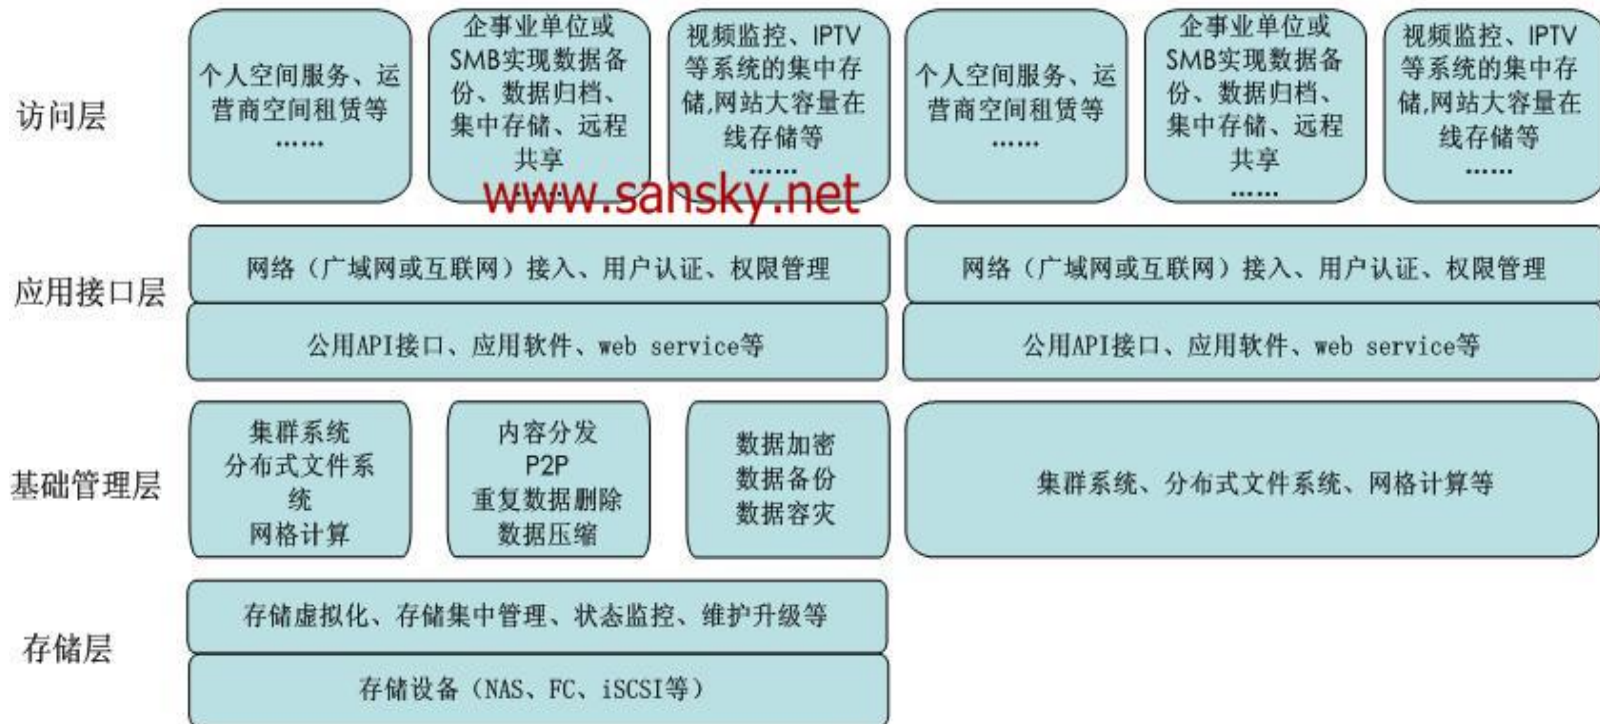 访问层
个人空间服务、运
营商空间租赁等
……
企事业单位或
SMB实现数据备
份、数据归档、
集中存储、远程
共享
……
视频监控、IPTV
等系统的集中存
储,网站大容量在
线存储等
……
个人空间服务、运
营商空间租赁等
……
企事业单位或
SMB实现数据备
份、数据归档、
集中存储、远程
共享
……
视频监控、IPTV
等系统的集中存
储,网站大容量在
线存储等
……
www.sansky.net
应用接口层
网络（广域网或互联网）接入、用户认证、权限管理
公用API接口、应用软件、web service等
网络（广域网或互联网）接入、用户认证、权限管理
公用API接口、应用软件、web service等
基础管理层
集群系统
分布式文件系
统
网格计算
内容分发
P2P
重复数据删除
数据压缩
数据加密
数据备份
数据容灾
集群系统、分布式文件系统、网格计算等
存储层
存储虚拟化、存储集中管理、状态监控、维护升级等
存储设备（NAS、FC、iSCSI等）